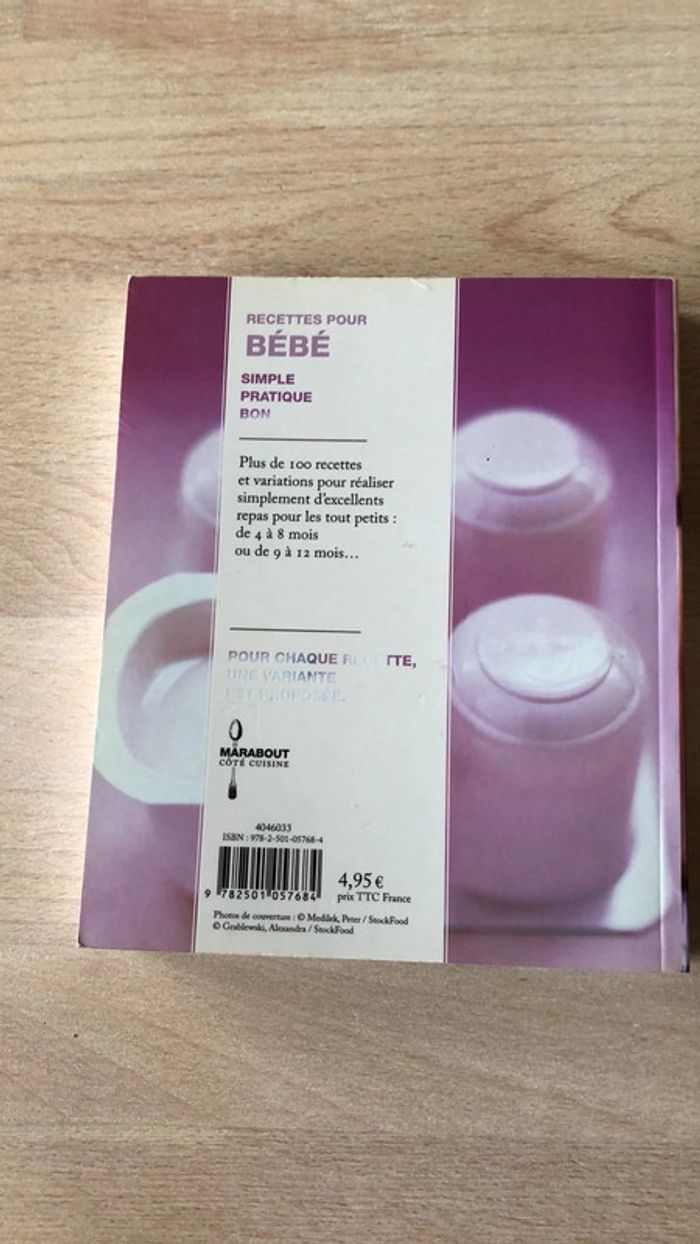 RECETTES POUR
BÉBÉ
SIMPLE
PRATIQUE
BON
Plus de 100 recettes
et variations pour réaliser
simplement d'excellents
repas pour les tout petits :
de 4 à 8 mois
ou de 9 à 12 mois...
POUR CHAQUE RECETTE,
UNE VARIANTE
EST PROPOSÉE.
MARABOUT
CÔTÉ CUISINE
4046033
ISBN : 978-2-501-05768-4
9 782501 057684
4,95 €
prix TTC France
Photos de couverture : © Medilek, Peter / StockFood
© Grablewski, Alexandra / StockFood